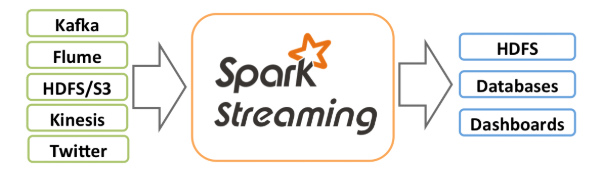 Kafka
Flume
HDFS/S3
Kinesis
Twitter
Spark
Streaming
HDFS
Databases
Dashboards